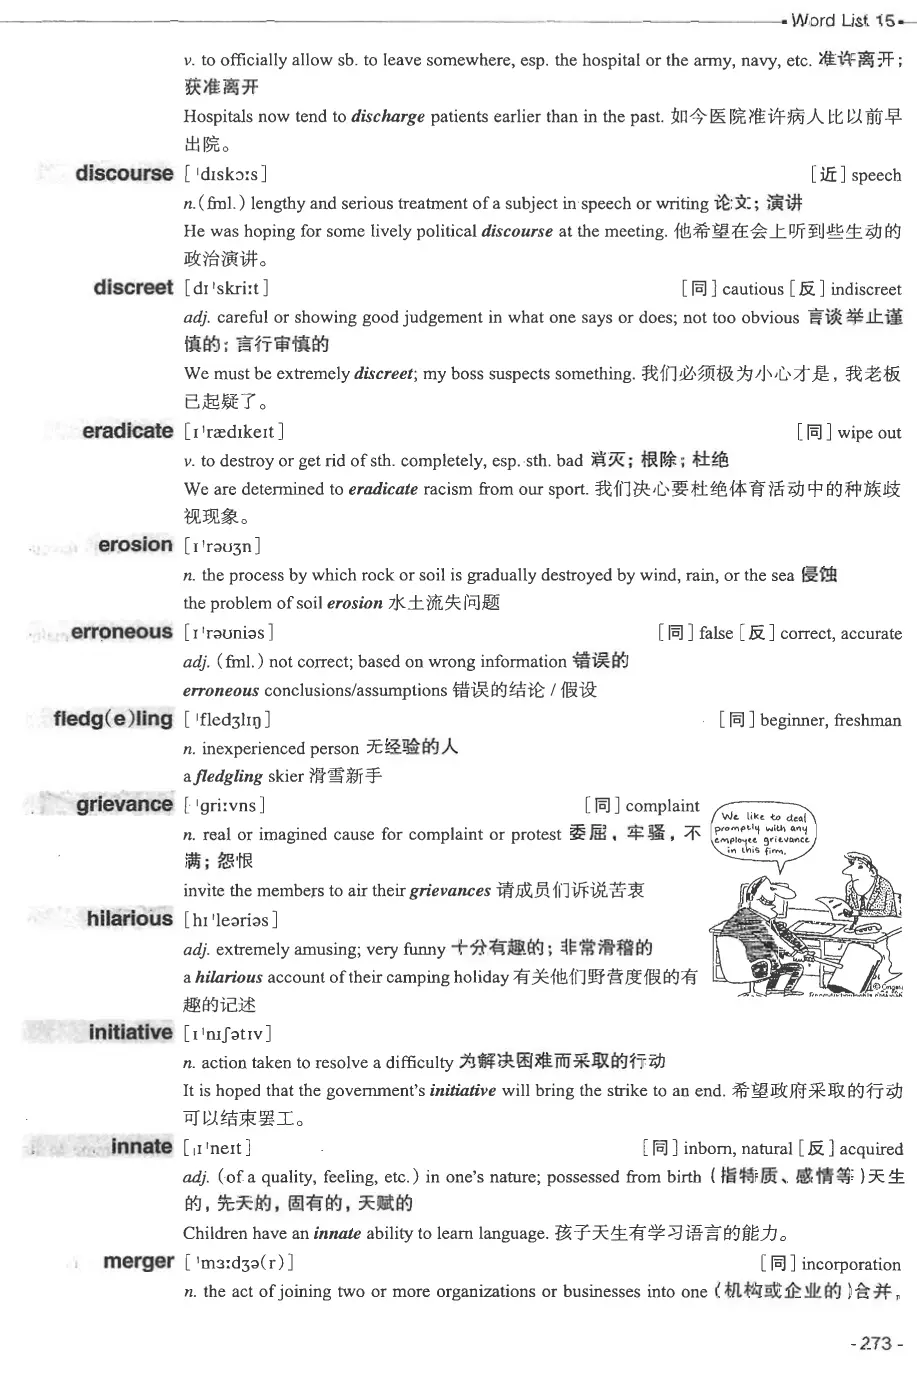 Word List 15
v. to officially allow sb. to leave somewhere, esp. the hospital or the army, navy, etc. 准许离开;
获准离开
Hospitals now tend to discharge patients earlier than in the past. 如今医院准许病人比以前早
出院。
discourse [ˈdɪskɔːs] [近] speech
n. (fml.) lengthy and serious treatment of a subject in speech or writing 论文; 演讲
He was hoping for some lively political discourse at the meeting. 他希望在会上听到些生动的
政治演讲。
discreet [dɪˈskriːt] [同] cautious [反] indiscreet
adj. careful or showing good judgement in what one says or does; not too obvious 言谈举止谨
慎的; 言行审慎的
We must be extremely discreet; my boss suspects something. 我们必须极为小心才是, 我老板
已起疑了。
eradicate [ɪˈrædɪkeɪt] [同] wipe out
v. to destroy or get rid of sth. completely, esp. sth. bad 消灭; 根除; 杜绝
We are determined to eradicate racism from our sport. 我们决心要杜绝体育活动中的种族歧
视现象。
erosion [ɪˈrəʊʒn]
n. the process by which rock or soil is gradually destroyed by wind, rain, or the sea 侵蚀
the problem of soil erosion 水土流失问题
erroneous [ɪˈrəʊniəs] [同] false [反] correct, accurate
adj. (fml.) not correct; based on wrong information 错误的
erroneous conclusions/assumptions 错误的结论 / 假设
fledg(e)ling [ˈfledʒlɪŋ] [同] beginner, freshman
n. inexperienced person 无经验的人
a fledgling skier 滑雪新手
grievance [ˈɡriːvns] [同] complaint
n. real or imagined cause for complaint or protest 委屈, 牢骚, 不
满; 怨恨
invite the members to air their grievances 请成员们诉说苦衷
We like to deal
promptly with any
employee grievance
in this firm.
hilarious [hɪˈleəriəs]
adj. extremely amusing; very funny 十分有趣的; 非常滑稽的
a hilarious account of their camping holiday 有关他们野营度假的有
趣的记述
initiative [ɪˈnɪʃətɪv]
n. action taken to resolve a difficulty 为解决困难而采取的行动
It is hoped that the government's initiative will bring the strike to an end. 希望政府采取的行动
可以结束罢工。
innate [ˌɪˈneɪt] [同] inborn, natural [反] acquired
adj. (of a quality, feeling, etc.) in one's nature; possessed from birth (指特质、感情等)天生
的, 先天的, 固有的, 天赋的
Children have an innate ability to learn language. 孩子天生有学习语言的能力。
merger [ˈmɜːdʒə(r)] [同] incorporation
n. the act of joining two or more organizations or businesses into one (机构或企业的)合并,
- 273 -